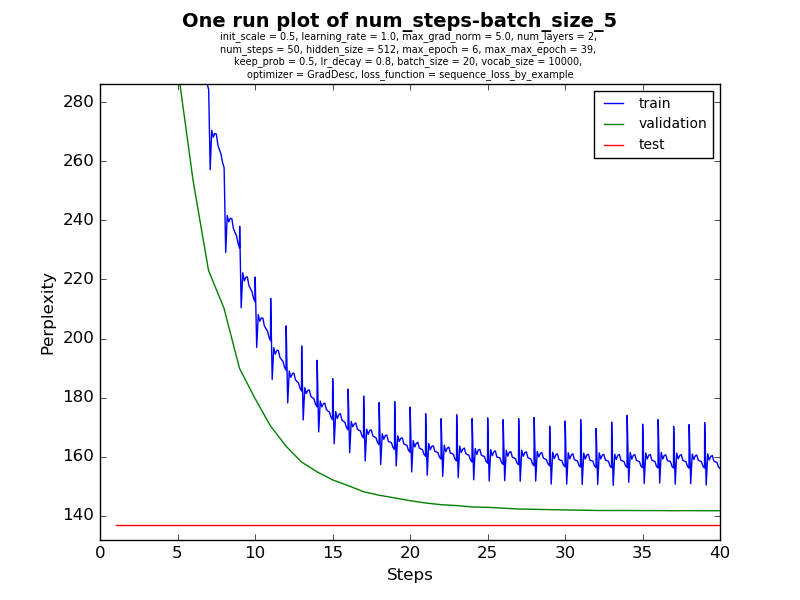 One run plot of num_steps-batch_size_5
init_scale = 0.5, learning_rate = 1.0, max_grad_norm = 5.0, num_layers = 2,
num_steps = 50, hidden_size = 512, max_epoch = 6, max_max_epoch = 39,
keep_prob = 0.5, lr_decay = 0.8, batch_size = 20, vocab_size = 10000,
optimizer = GradDesc, loss_function = sequence_loss_by_example
train
validation
test
280
260
240
220
200
180
160
140
Perplexity
0 5 10 15 20 25 30 35 40
Steps